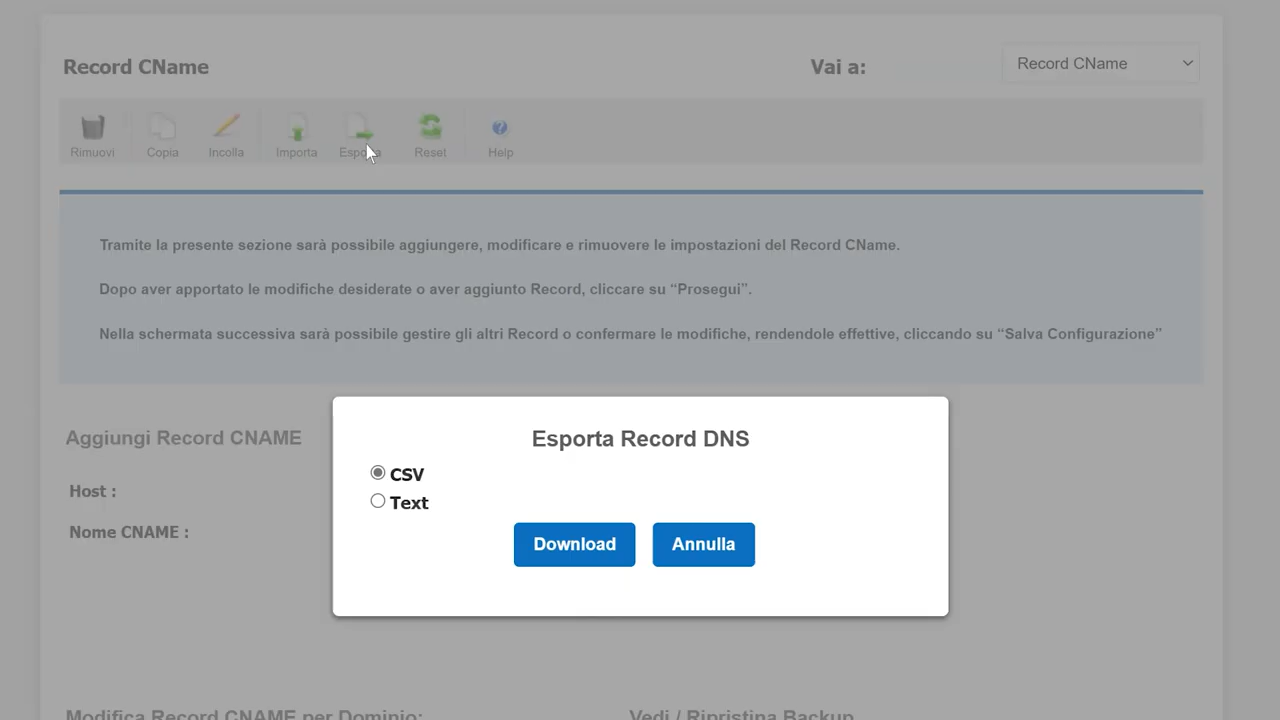 Record CName
Vai a:
Record CName
Rimuovi
Copia
Incolla
Importa
Esporta
Reset
Help
Tramite la presente sezione sarà possibile aggiungere, modificare e rimuovere le impostazioni del Record CName.
Dopo aver apportato le modifiche desiderate o aver aggiunto Record, cliccare su “Prosegui”.
Nella schermata successiva sarà possibile gestire gli altri Record o confermare le modifiche, rendendole effettive, cliccando su “Salva Configurazione”
Aggiungi Record CNAME
Host :
Nome CNAME :
Esporta Record DNS
CSV
Text
Download
Annulla
Modifica Record CNAME per Dominio:
Vedi / Ripristina Backup